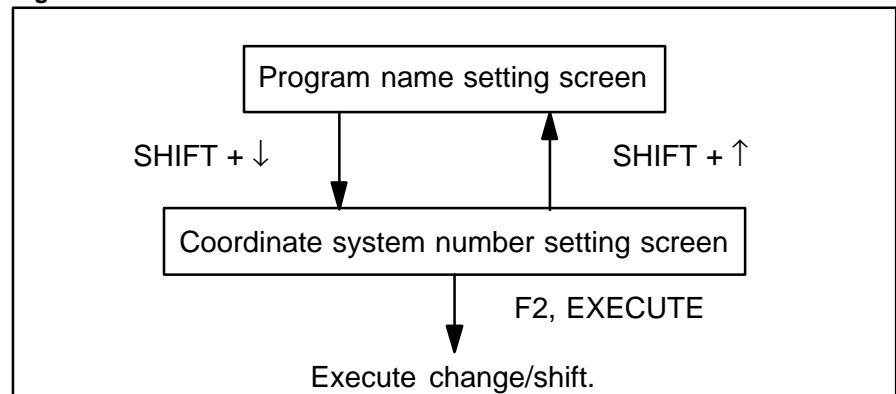 Program name setting screen
SHIFT + ↓
SHIFT + ↑
Coordinate system number setting screen
F2, EXECUTE
Execute change/shift.